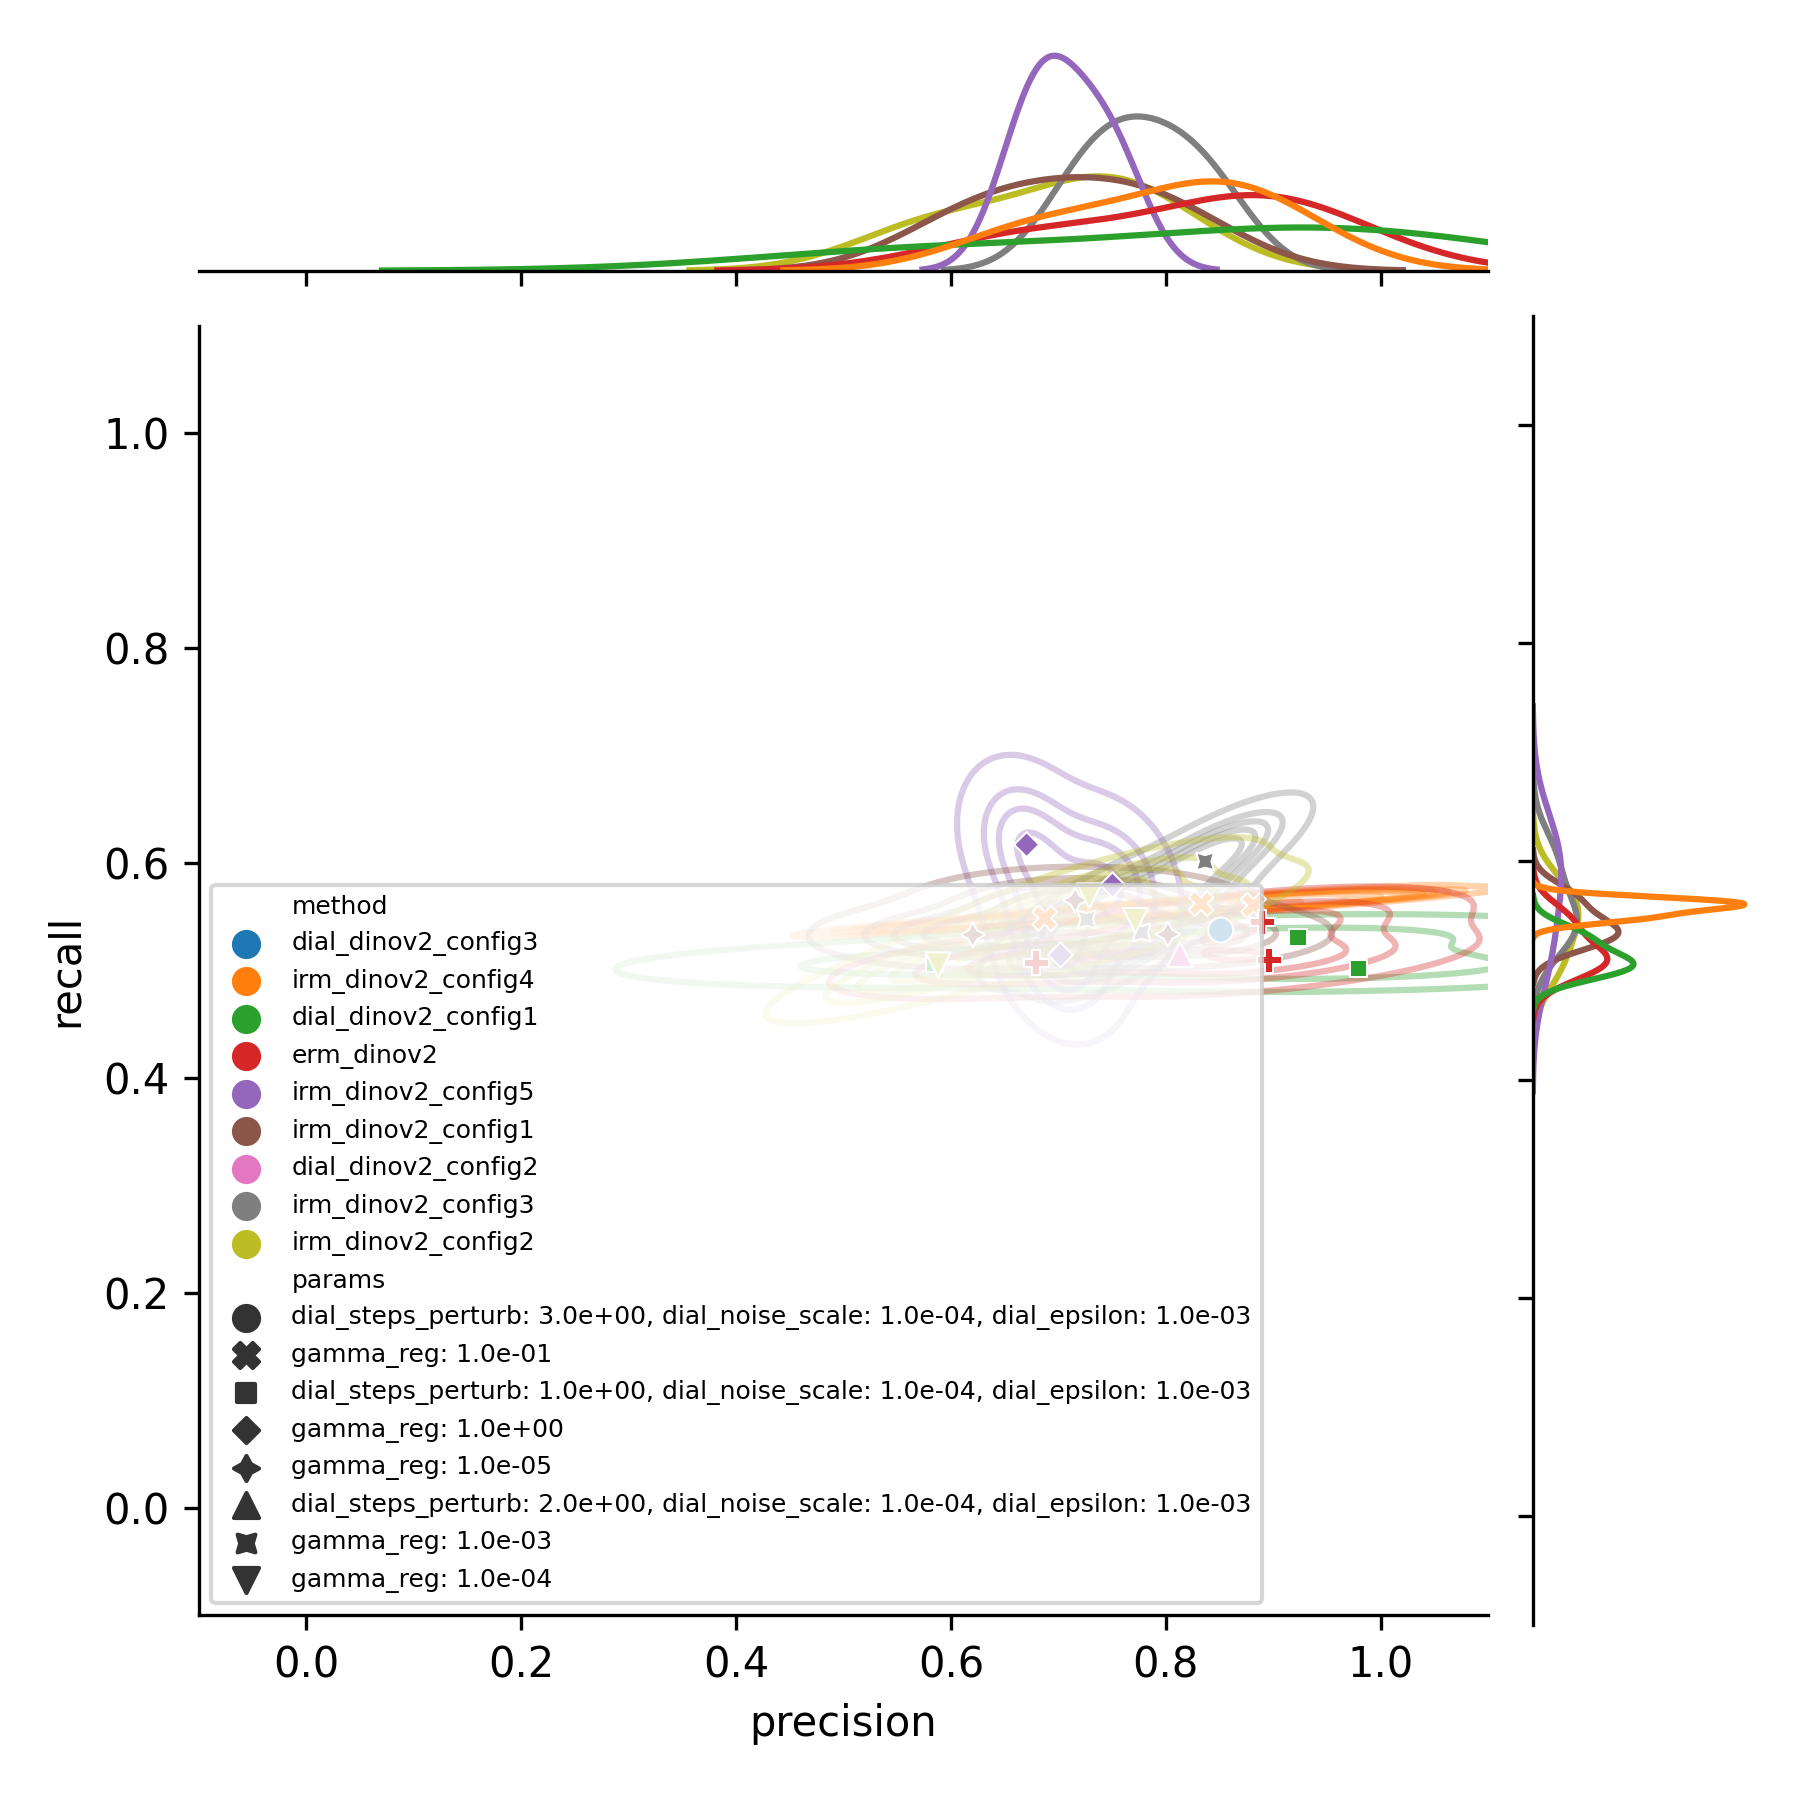 1.0
0.8
0.6
0.4
0.2
0.0
recall
method
dial_dinov2_config3
irm_dinov2_config4
dial_dinov2_config1
erm_dinov2
irm_dinov2_config5
irm_dinov2_config1
dial_dinov2_config2
irm_dinov2_config3
irm_dinov2_config2
params
dial_steps_perturb: 3.0e+00, dial_noise_scale: 1.0e-04, dial_epsilon: 1.0e-03
gamma_reg: 1.0e-01
dial_steps_perturb: 1.0e+00, dial_noise_scale: 1.0e-04, dial_epsilon: 1.0e-03
gamma_reg: 1.0e+00
gamma_reg: 1.0e-05
dial_steps_perturb: 2.0e+00, dial_noise_scale: 1.0e-04, dial_epsilon: 1.0e-03
gamma_reg: 1.0e-03
gamma_reg: 1.0e-04
0.0 0.2 0.4 0.6 0.8 1.0
precision